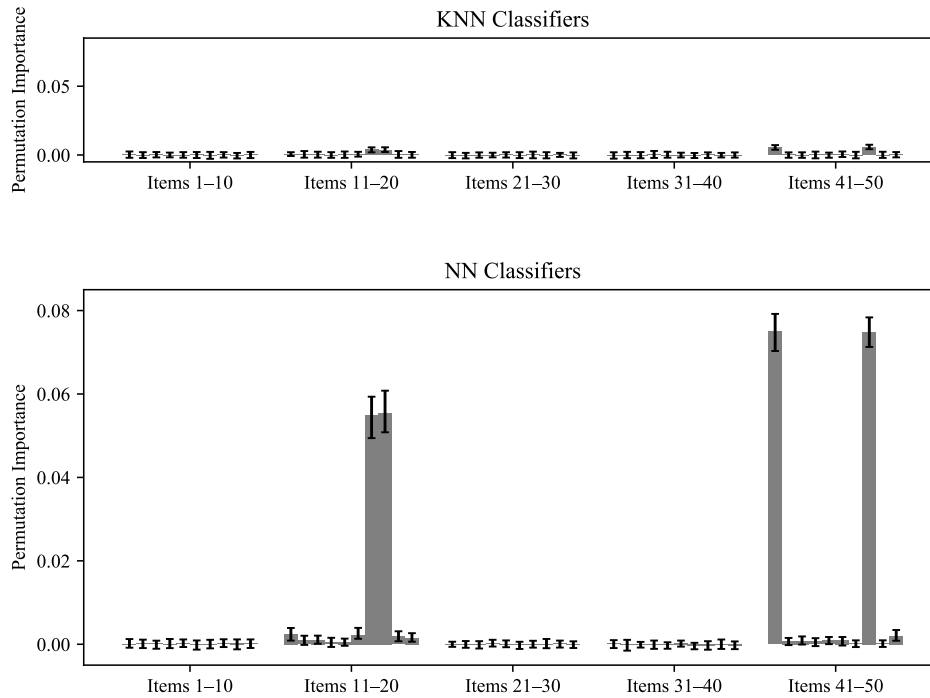 KNN Classifiers
Permutation Importance
0.05
0.00
Items 1–10
Items 11–20
Items 21–30
Items 31–40
Items 41–50
NN Classifiers
Permutation Importance
0.08
0.06
0.04
0.02
0.00
Items 1–10
Items 11–20
Items 21–30
Items 31–40
Items 41–50